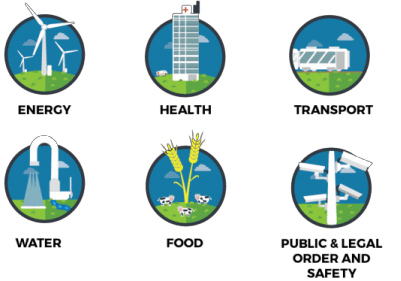 ENERGY
HEALTH
TRANSPORT
WATER
FOOD
PUBLIC & LEGAL
ORDER AND
SAFETY